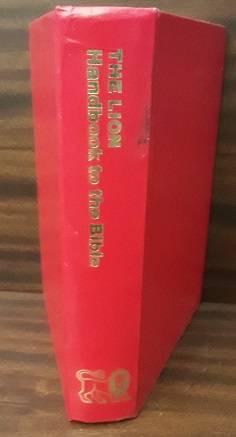 THE LION
Handbook to the Bible